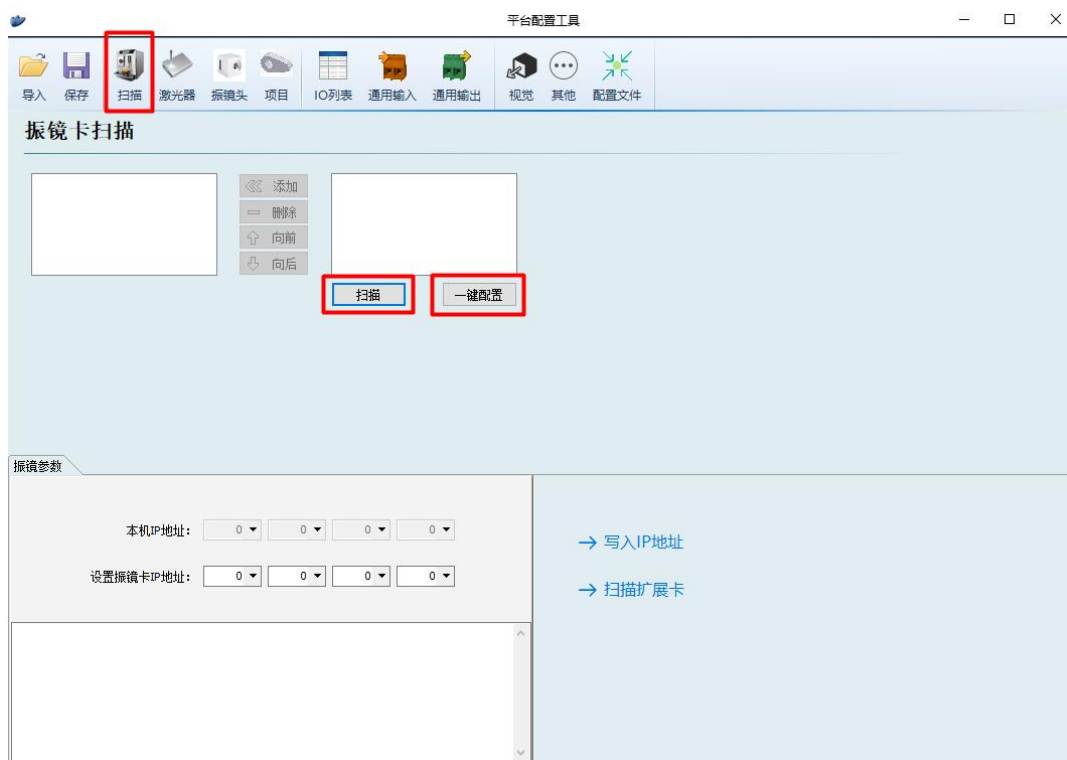 平台配置工具
导入 保存 扫描 激光器 振镜头 项目 IO列表 通用输入 通用输出 视觉 其他 配置文件
振镜卡扫描
添加
删除
向前
向后
扫描 一键配置
振镜参数
本机IP地址： 0 0 0 0
设置振镜卡IP地址： 0 0 0 0
写入IP地址
扫描扩展卡